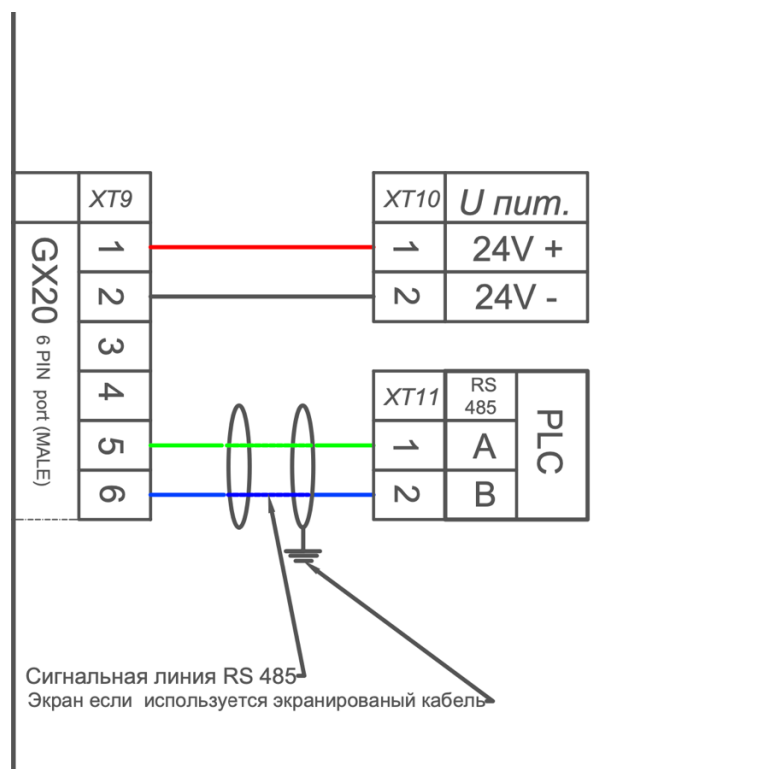 XT9
GX20 6 PIN port (MALE)
1
2
3
4
5
6
XT10 U пит.
1 24V +
2 24V -
XT11 RS 485 PLC
1 A
2 B
Сигнальная линия RS 485
Экран если используется экранированый кабель